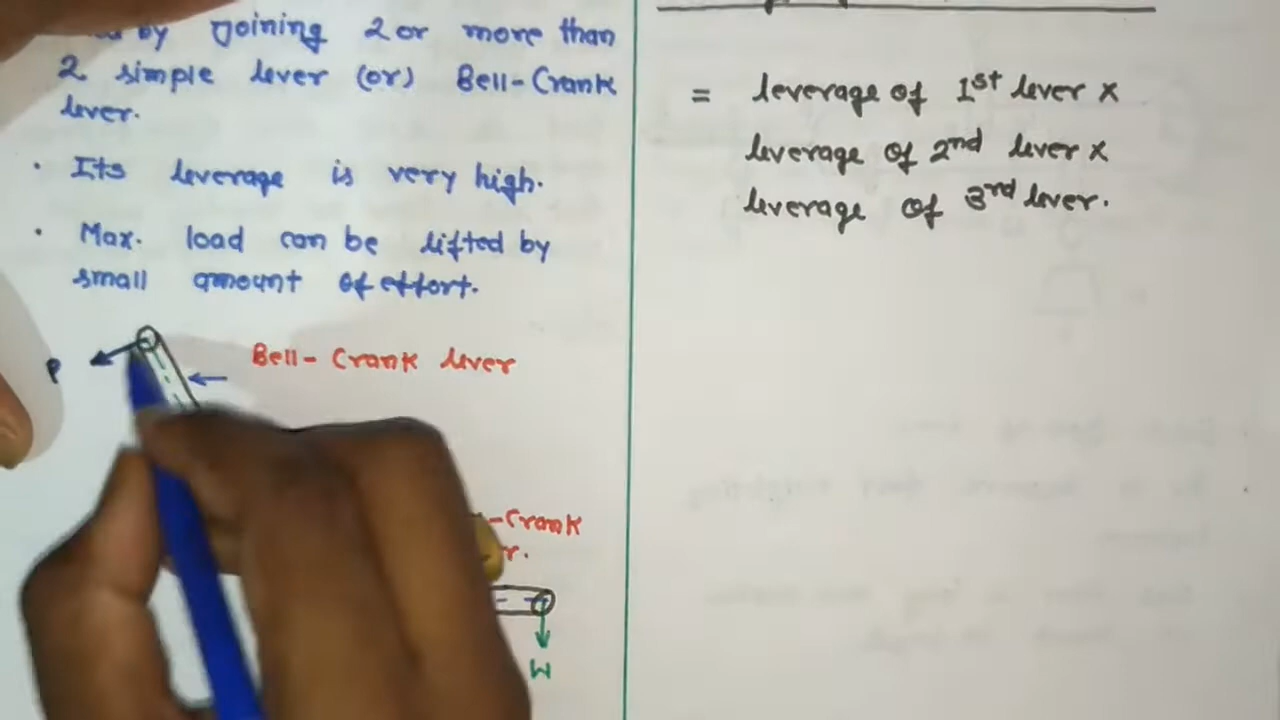 by joining 2 or more than
2 simple lever (or) Bell-Crank
lever.
• Its leverage is very high.
• Max. load can be lifted by
small amount of effort.
P
Bell-Crank lever
-Crank
W
= leverage of 1st lever x
leverage of 2nd lever x
leverage of 3rd lever.